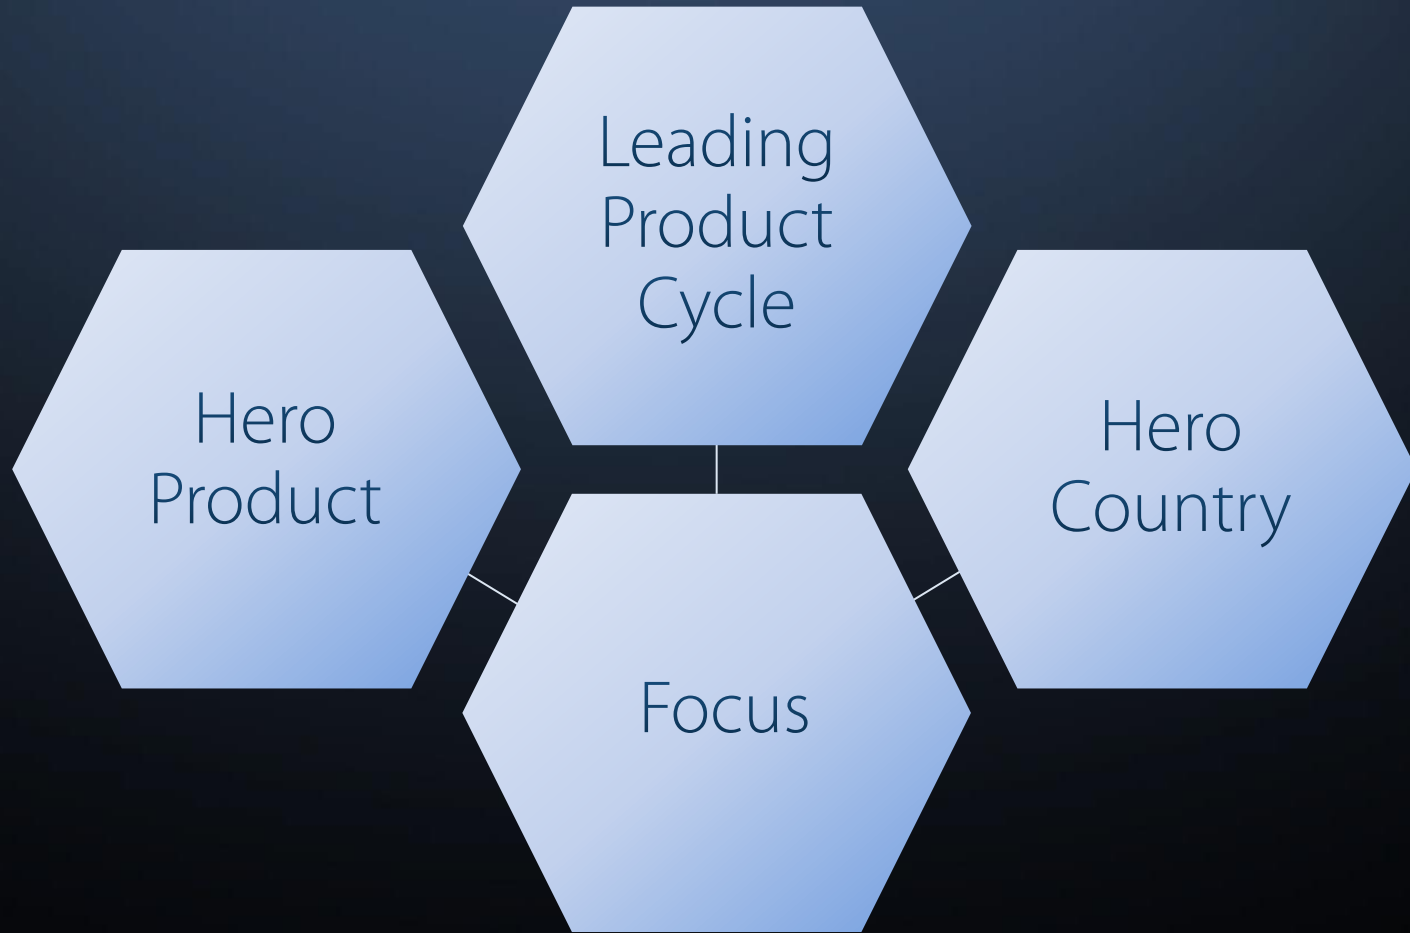 Leading
Product
Cycle
Hero
Product
Hero
Country
Focus